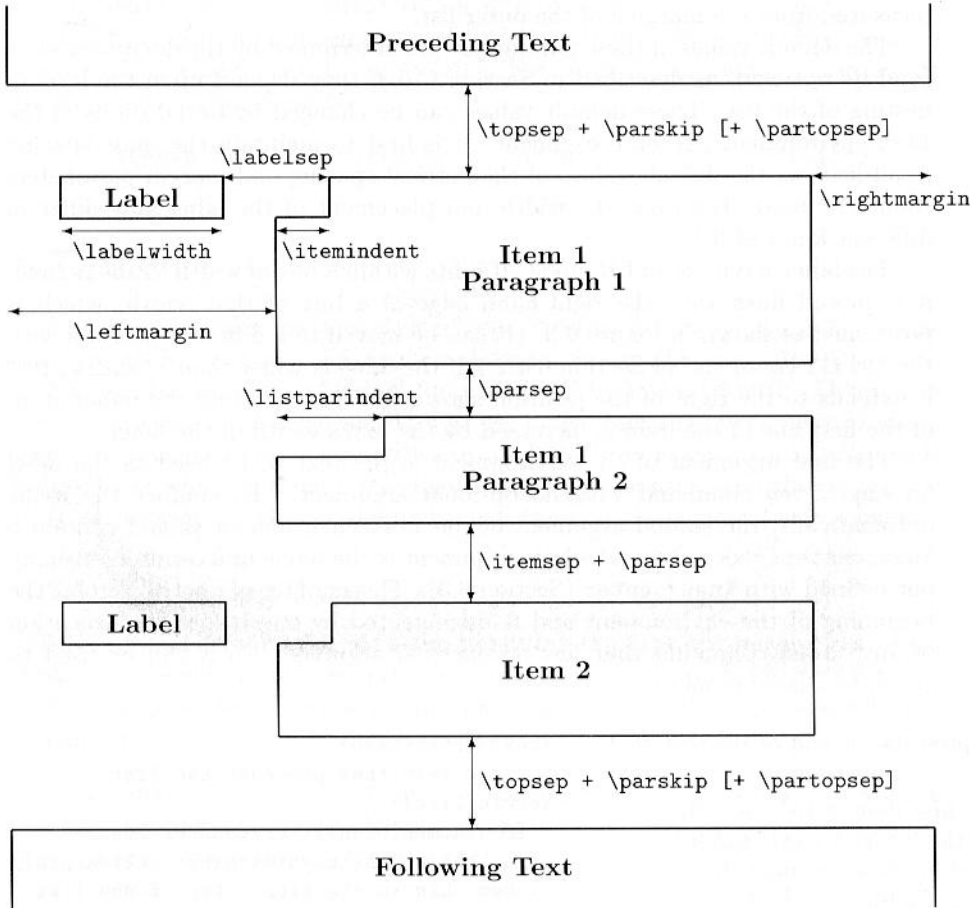 Preceding Text
\topsep + \parskip [+ \partopsep]
\labelsep
Label
\rightmargin
\labelwidth
\itemindent
Item 1
Paragraph 1
\leftmargin
\parsep
\listparindent
Item 1
Paragraph 2
\itemsep + \parsep
Label
Item 2
\topsep + \parskip [+ \partopsep]
Following Text